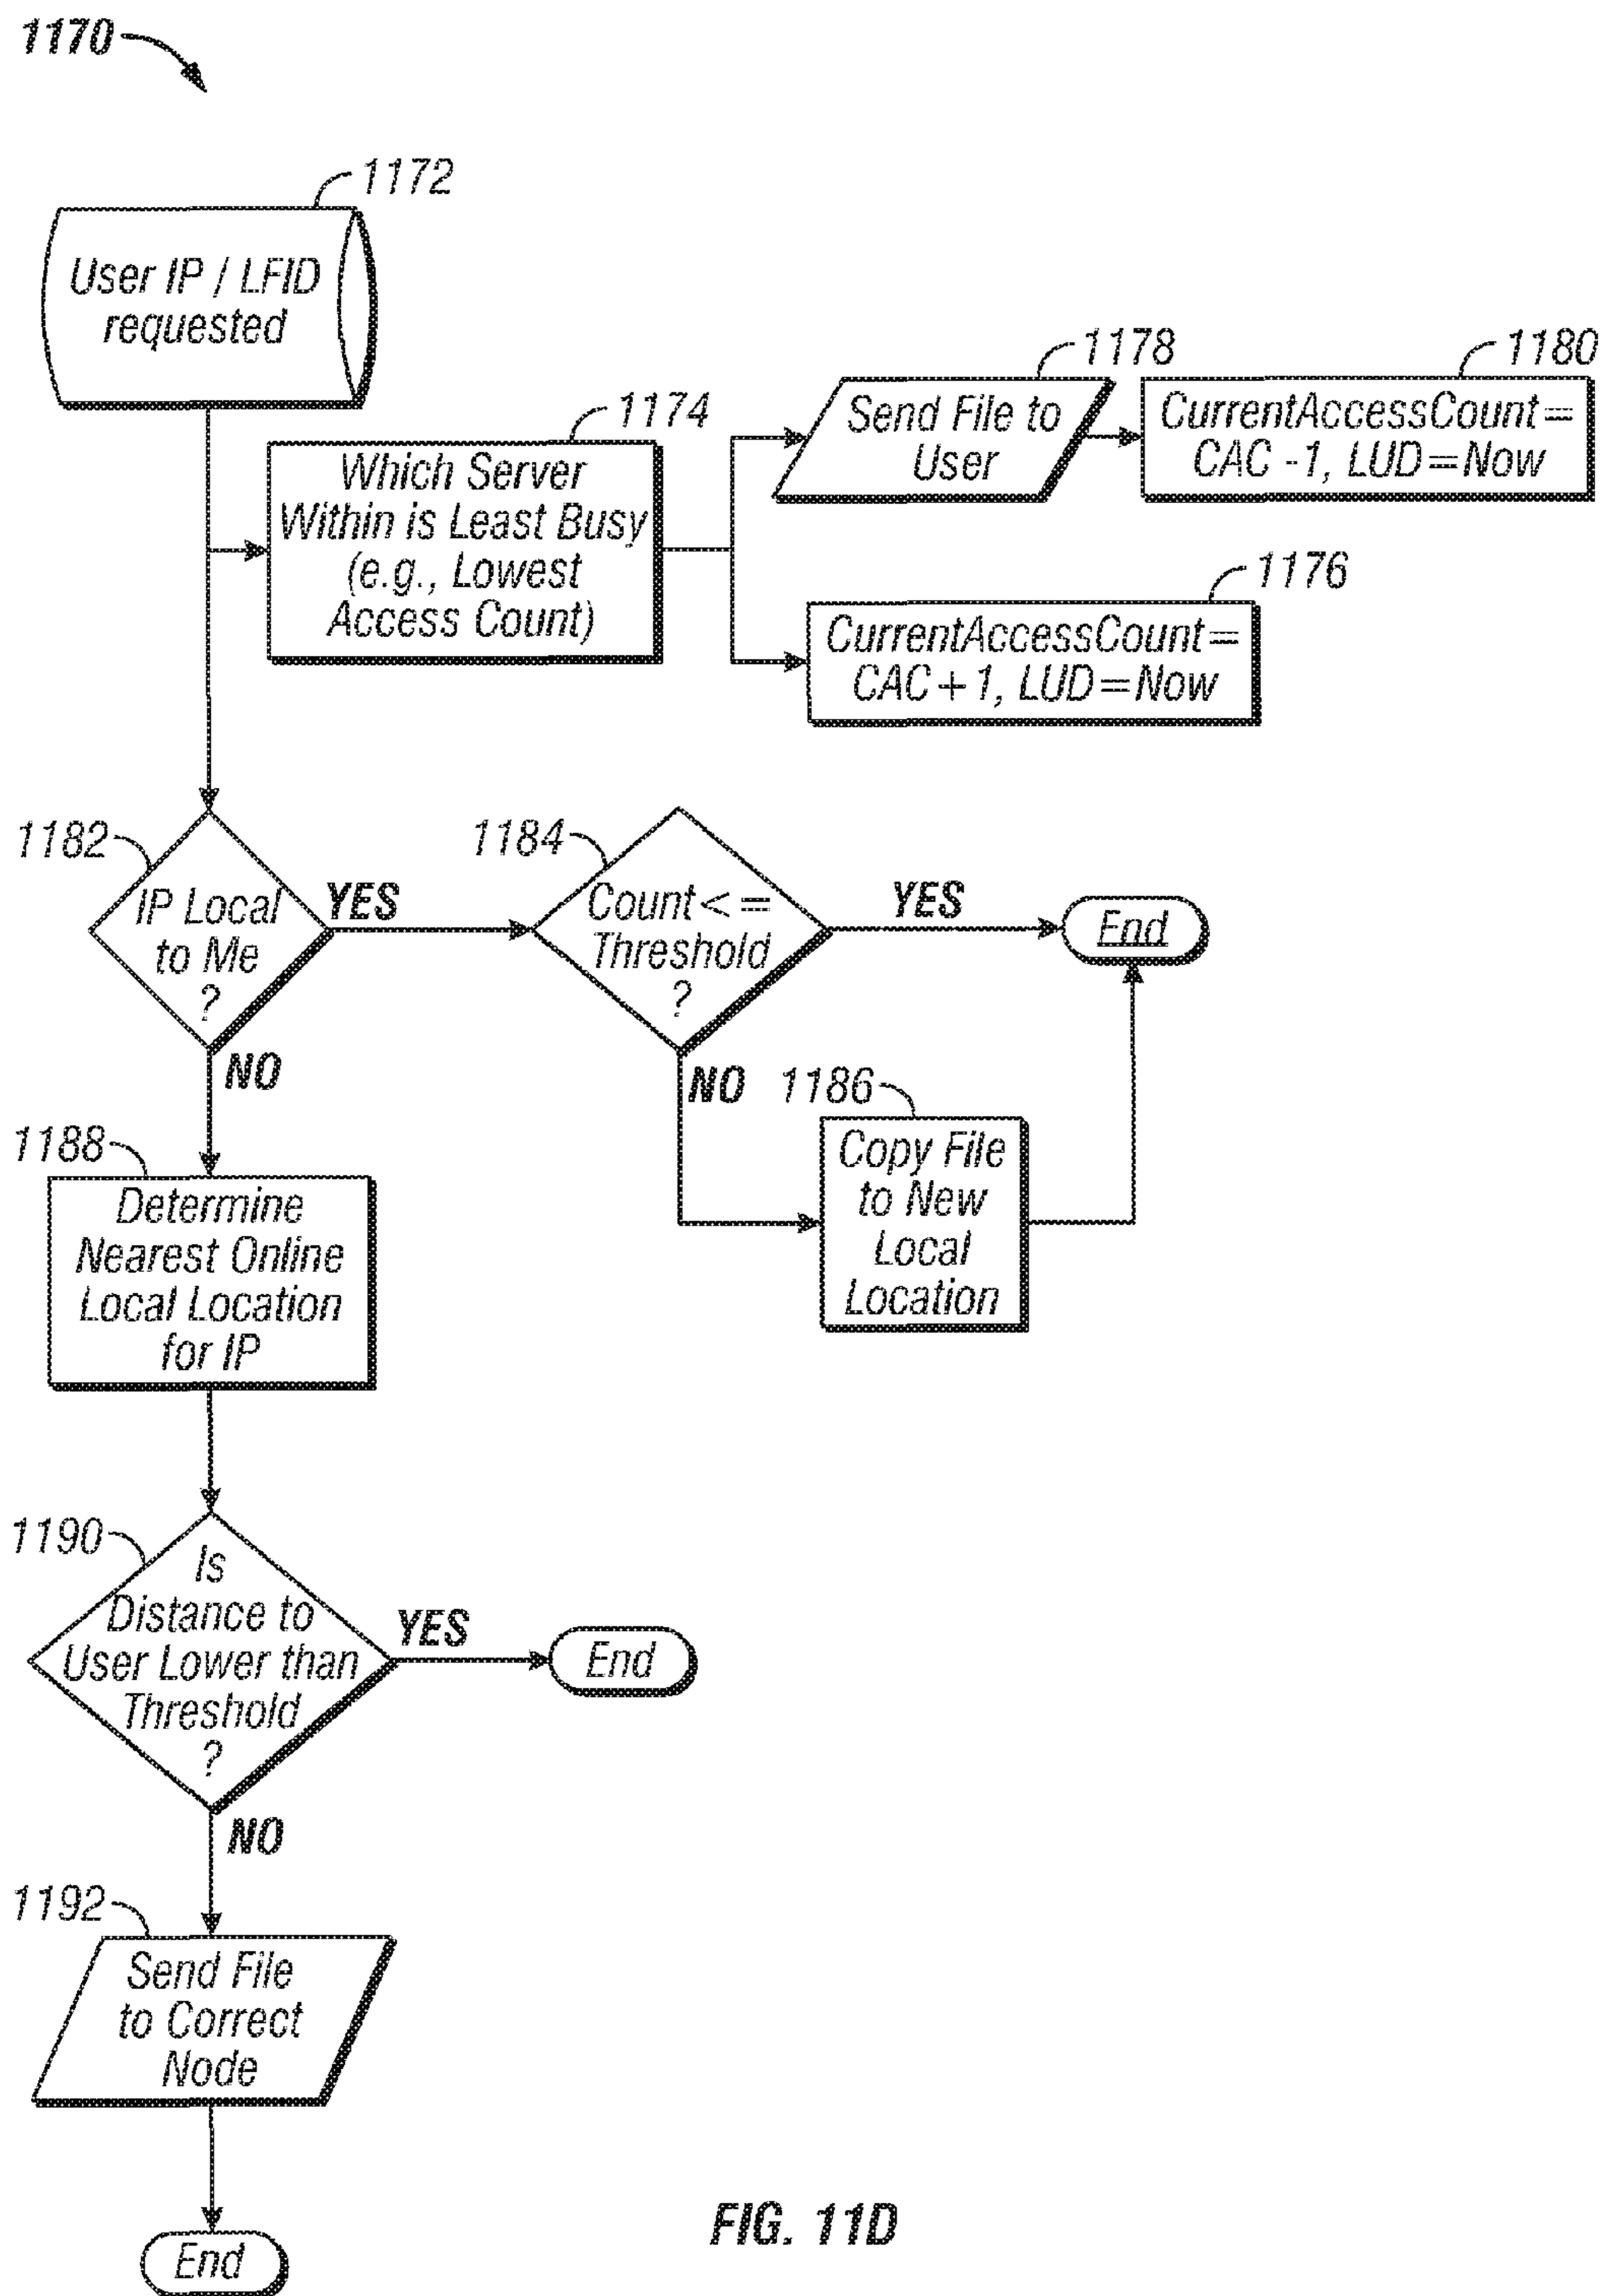 1170
1172
User IP / LFID
requested
1174
Which Server
Within is Least Busy
(e.g., Lowest
Access Count)
1178
Send File to
User
1180
CurrentAccessCount=
CAC -1, LUD=Now
1176
CurrentAccessCount=
CAC+1, LUD=Now
1182
IP Local
to Me
?
YES
NO
1184
Count<=
Threshold
?
YES
End
NO
1186
Copy File
to New
Local
Location
1188
Determine
Nearest Online
Local Location
for IP
1190
Is
Distance to
User Lower than
Threshold
?
YES
End
NO
1192
Send File
to Correct
Node
End
FIG. 11D